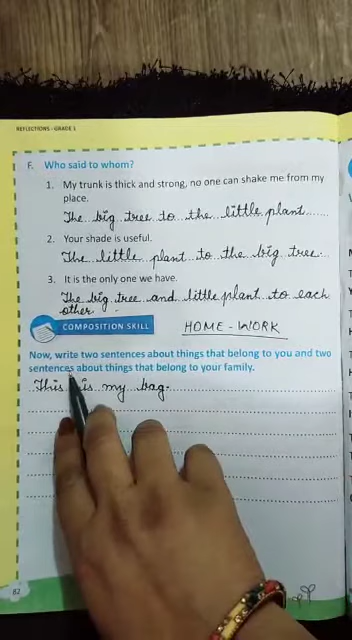 REFLECTIONS - GRADE 1
F. Who said to whom?
1. My trunk is thick and strong, no one can shake me from my
place.
The big tree to the little plant
2. Your shade is useful.
The little plant to the big tree.
3. It is the only one we have.
The big tree and little plant to each
other.
COMPOSITION SKILL HOME - WORK
Now, write two sentences about things that belong to you and two
sentences about things that belong to your family.
This is my bag.
82